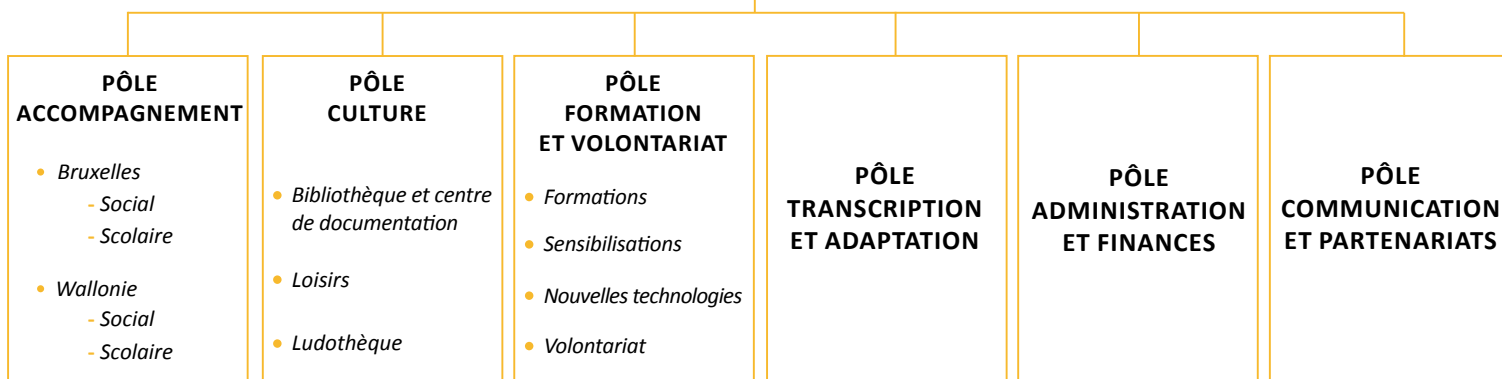 PÔLE
ACCOMPAGNEMENT
• Bruxelles
- Social
- Scolaire
• Wallonie
- Social
- Scolaire
PÔLE
CULTURE
• Bibliothèque et centre
de documentation
• Loisirs
• Ludothèque
PÔLE
FORMATION
ET VOLONTARIAT
• Formations
• Sensibilisations
• Nouvelles technologies
• Volontariat
PÔLE
TRANSCRIPTION
ET ADAPTATION
PÔLE
ADMINISTRATION
ET FINANCES
PÔLE
COMMUNICATION
ET PARTENARIATS